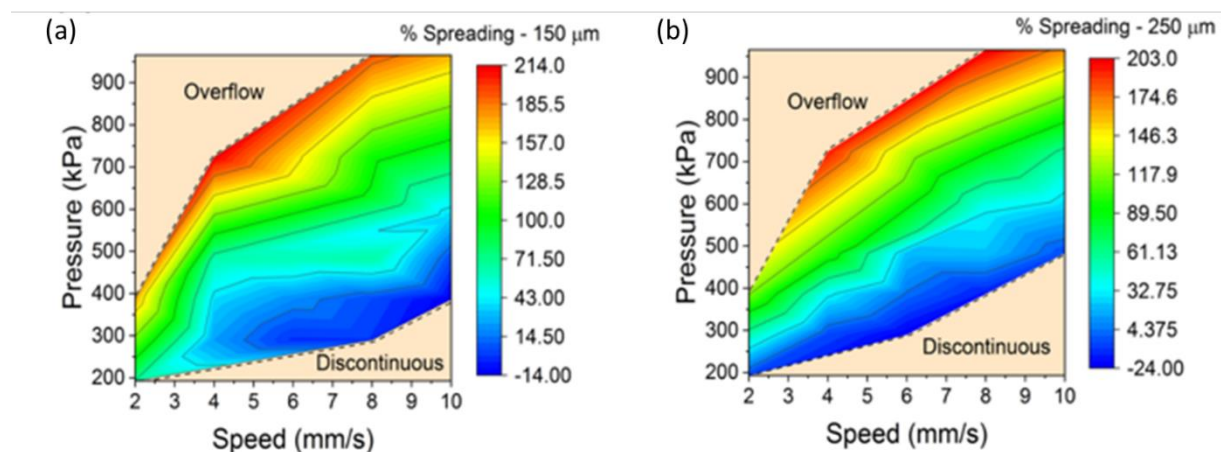 (a)
% Spreading - 150 μm
Overflow
Discontinuous
Pressure (kPa)
900
800
700
600
500
400
300
200
2 3 4 5 6 7 8 9 10
Speed (mm/s)
214.0
185.5
157.0
128.5
100.0
71.50
43.00
14.50
-14.00
(b)
% Spreading - 250 μm
Overflow
Discontinuous
Pressure (kPa)
900
800
700
600
500
400
300
200
2 3 4 5 6 7 8 9 10
Speed (mm/s)
203.0
174.6
146.3
117.9
89.50
61.13
32.75
4.375
-24.00